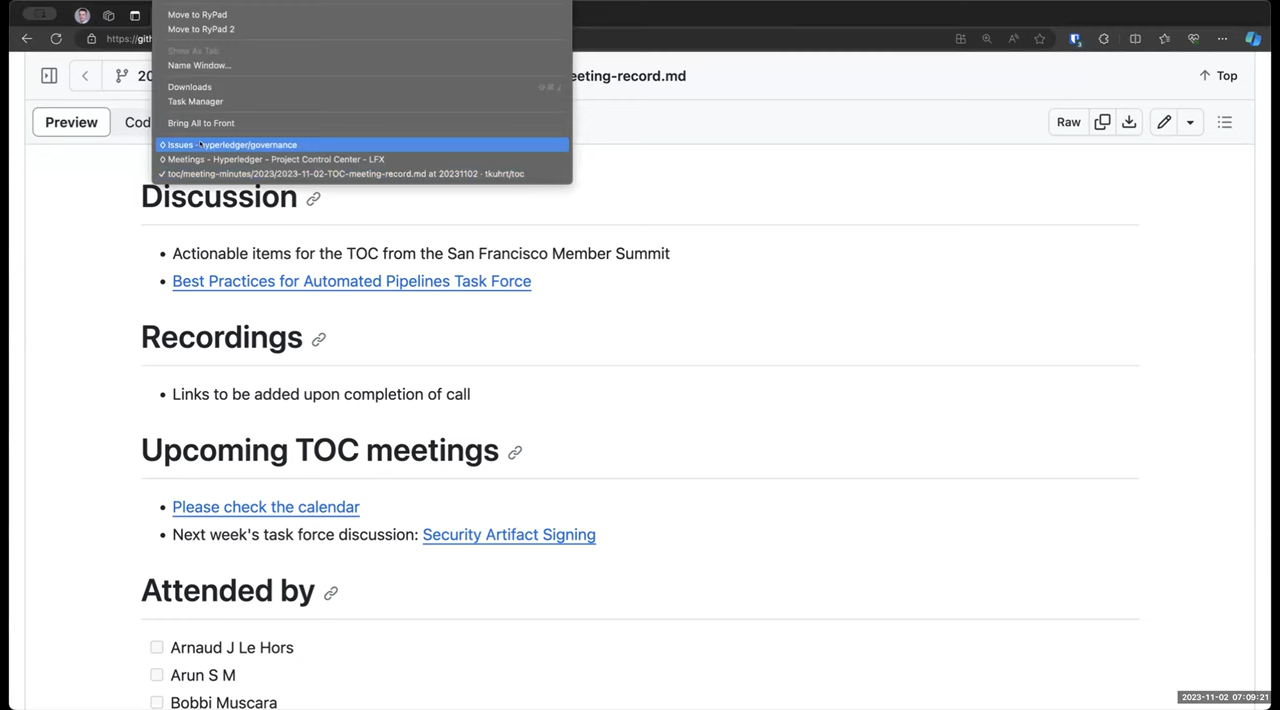 Move to RyPad
Move to RyPad 2
Show As Tab
Name Window...
Downloads
Task Manager
Bring All to Front
Issues - hyperledger/governance
Meetings - Hyperledger - Project Control Center - LFX
✓ toc/meeting-minutes/2023/2023-11-02-TOC-meeting-record.md at 20231102 · tkuhrt/toc
https://gith
20
eeting-record.md
Top
Preview
Cod
Raw
Discussion
• Actionable items for the TOC from the San Francisco Member Summit
• Best Practices for Automated Pipelines Task Force
Recordings
• Links to be added upon completion of call
Upcoming TOC meetings
• Please check the calendar
• Next week's task force discussion: Security Artifact Signing
Attended by
Arnaud J Le Hors
Arun S M
Bobbi Muscara
2023-11-02 07:09:21